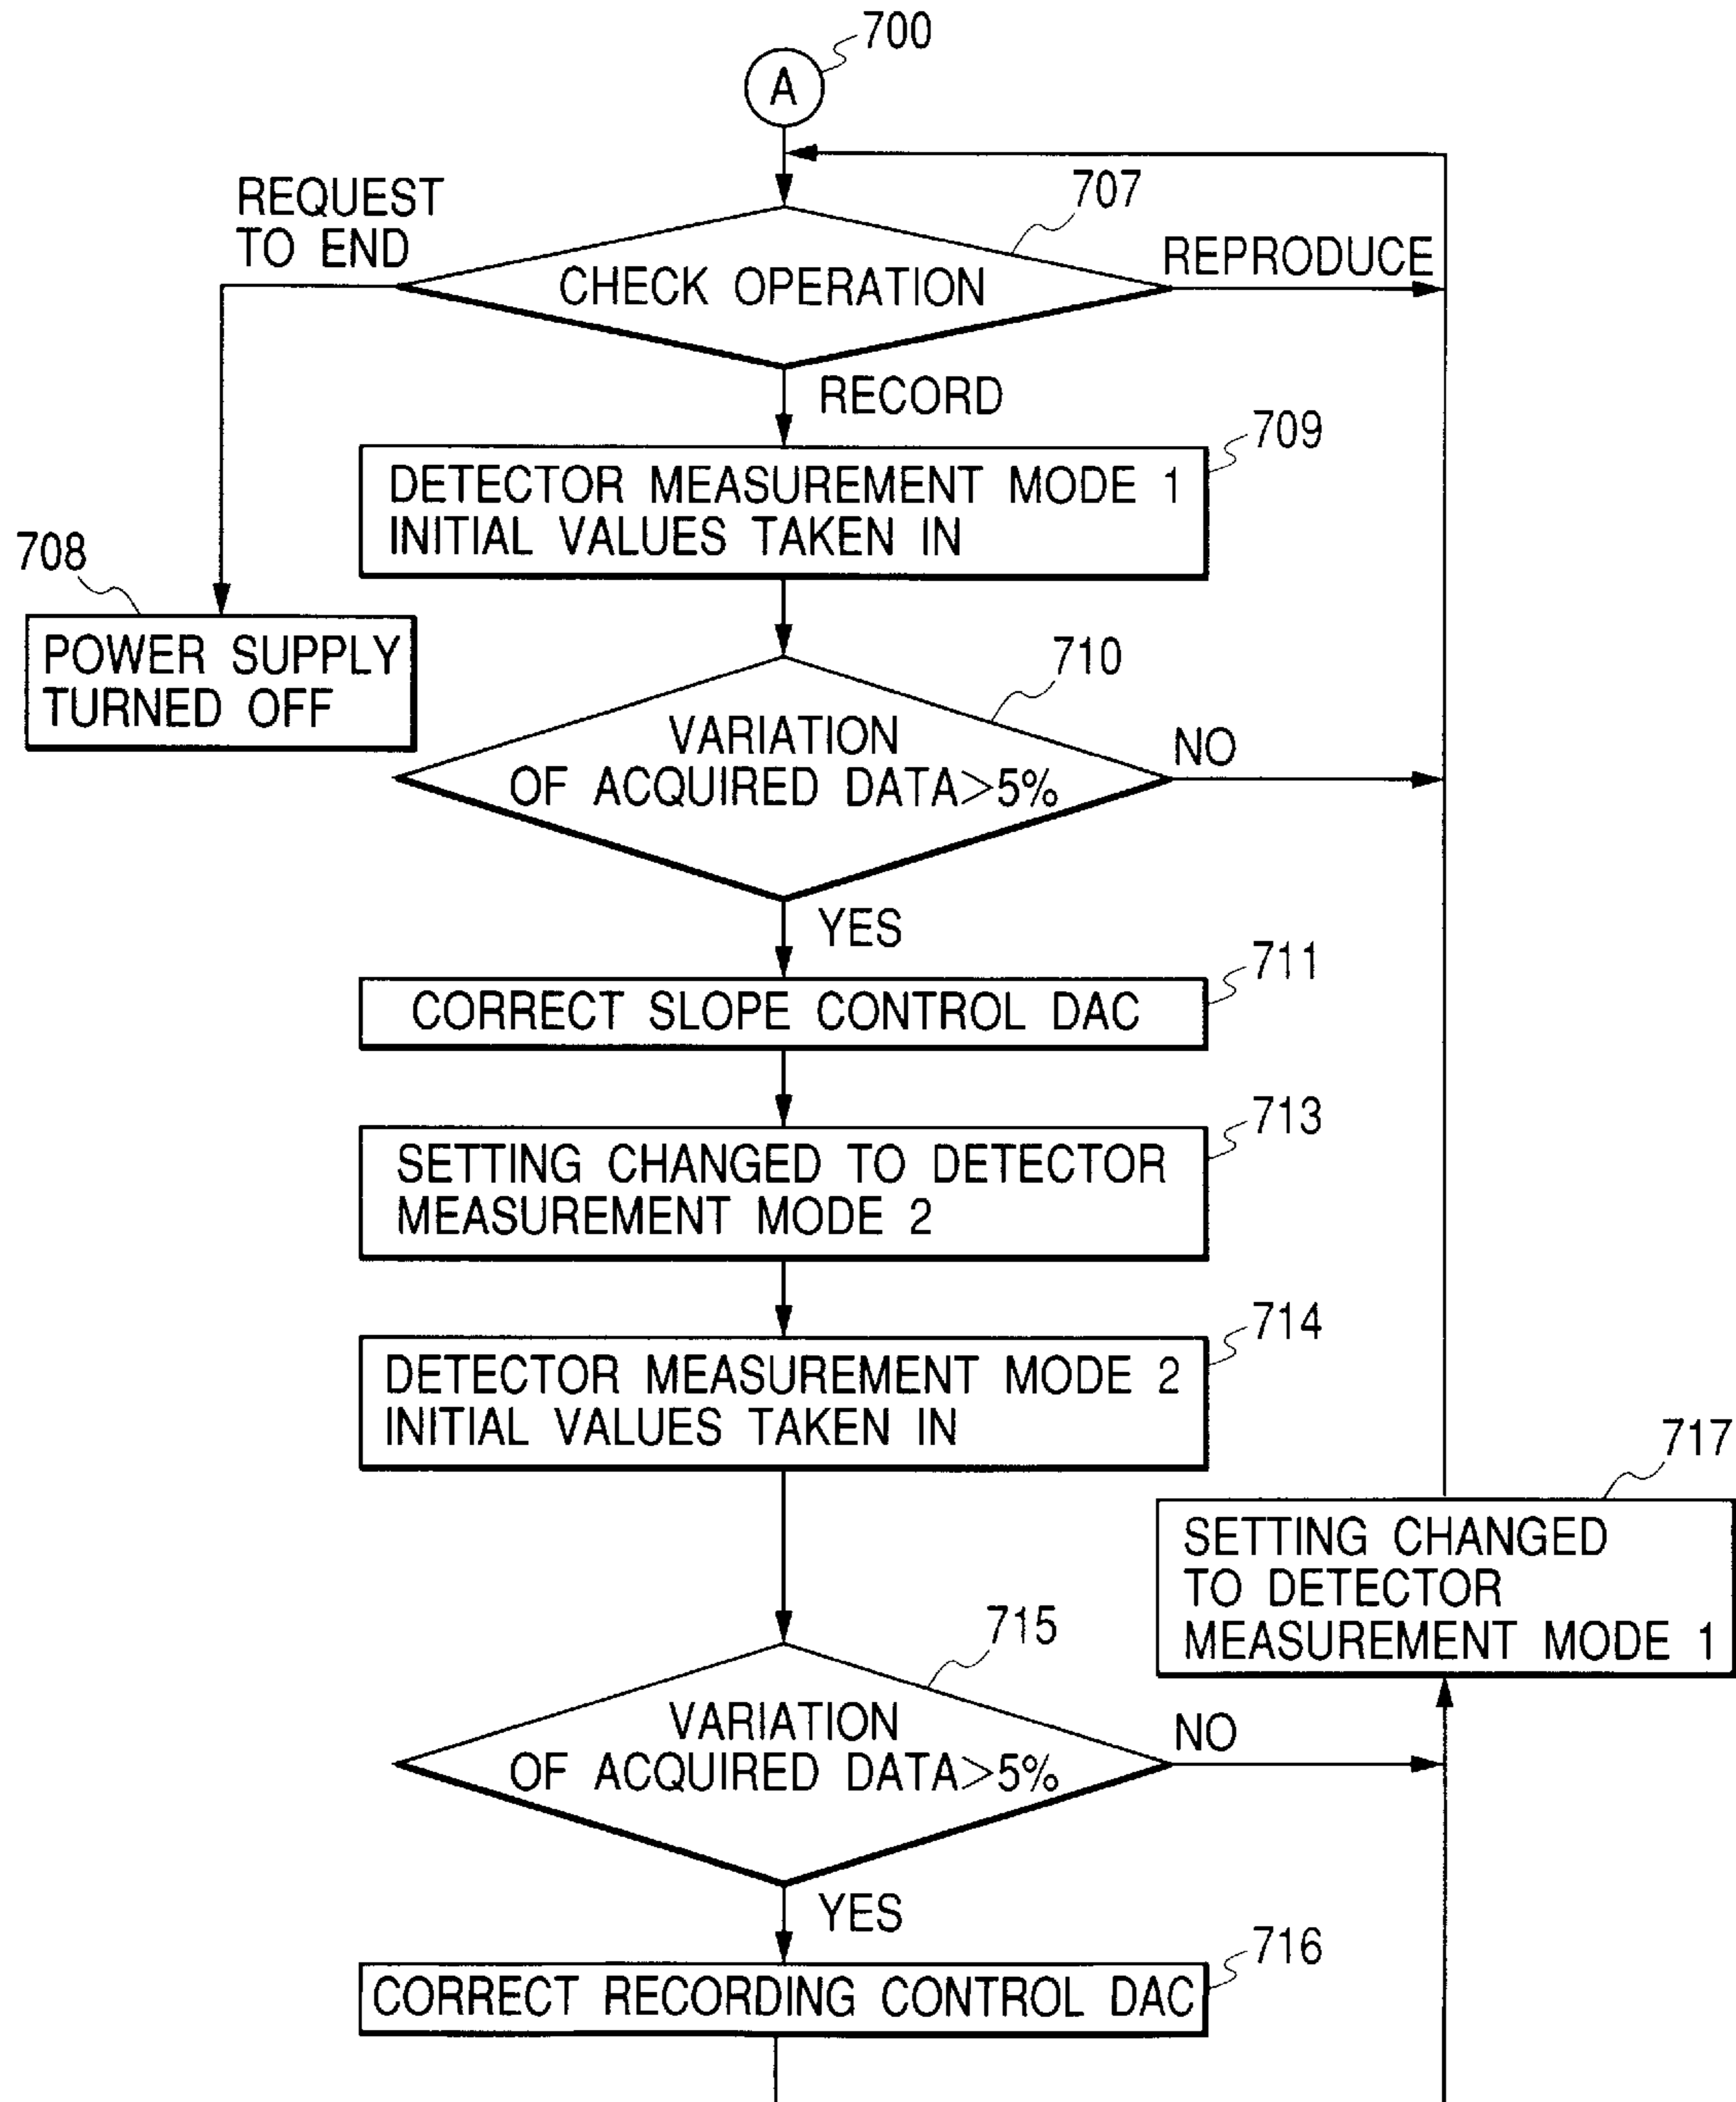 700
A
REQUEST
TO END
707
CHECK OPERATION
REPRODUCE
RECORD
709
DETECTOR MEASUREMENT MODE 1
INITIAL VALUES TAKEN IN
708
POWER SUPPLY
TURNED OFF
710
VARIATION
OF ACQUIRED DATA>5%
NO
YES
711
CORRECT SLOPE CONTROL DAC
713
SETTING CHANGED TO DETECTOR
MEASUREMENT MODE 2
714
DETECTOR MEASUREMENT MODE 2
INITIAL VALUES TAKEN IN
717
SETTING CHANGED
TO DETECTOR
MEASUREMENT MODE 1
715
VARIATION
OF ACQUIRED DATA>5%
NO
YES
716
CORRECT RECORDING CONTROL DAC